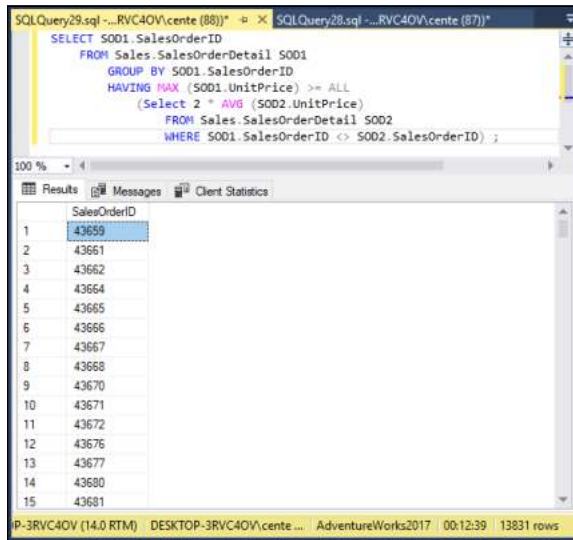 SQLQuery29.sql -...RVC4OV\cente (88))* SQLQuery28.sql -...RVC4OV\cente (87))*
SELECT SOD1.SalesOrderID
FROM Sales.SalesOrderDetail SOD1
GROUP BY SOD1.SalesOrderID
HAVING MAX (SOD1.UnitPrice) >= ALL
(Select 2 * AVG (SOD2.UnitPrice)
FROM Sales.SalesOrderDetail SOD2
WHERE SOD1.SalesOrderID <> SOD2.SalesOrderID) ;
100 %
Results Messages Client Statistics
SalesOrderID
1 43659
2 43661
3 43662
4 43664
5 43665
6 43666
7 43667
8 43668
9 43670
10 43671
11 43672
12 43676
13 43677
14 43680
15 43681
P-3RVC4OV (14.0 RTM) DESKTOP-3RVC4OV\cente ... AdventureWorks2017 00:12:39 13831 rows